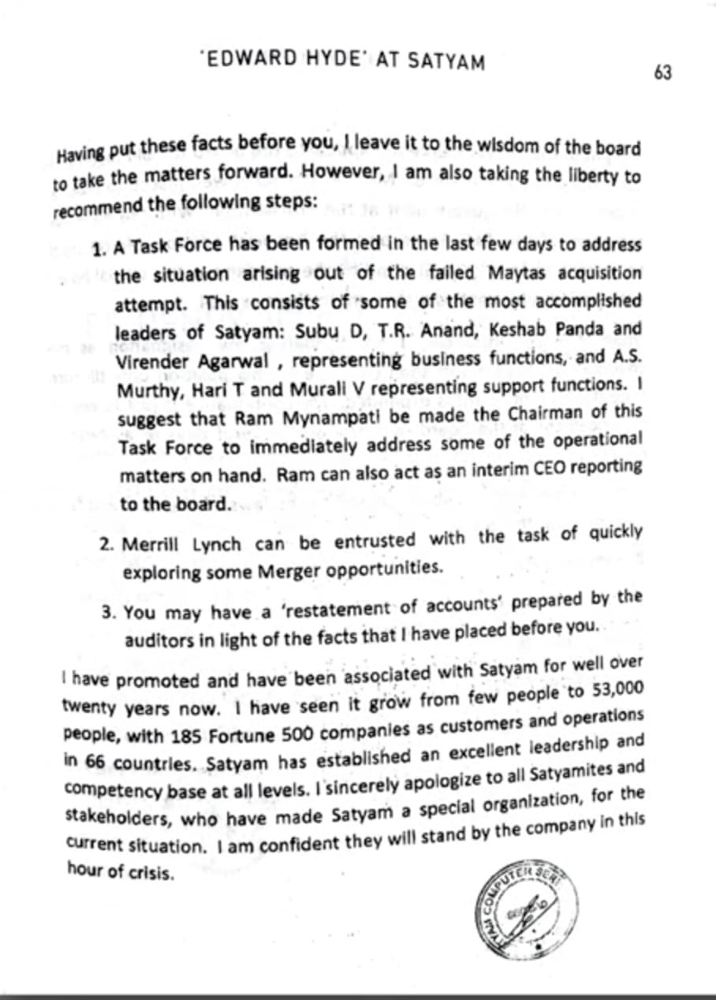 'EDWARD HYDE' AT SATYAM
63
Having put these facts before you, I leave it to the wisdom of the board
to take the matters forward. However, I am also taking the liberty to
recommend the following steps:
1. A Task Force has been formed in the last few days to address
the situation arising out of the failed Maytas acquisition
attempt. This consists of some of the most accomplished
leaders of Satyam: Subu D, T.R. Anand, Keshab Panda and
Virender Agarwal , representing business functions, and A.S.
Murthy, Hari T and Murali V representing support functions. I
suggest that Ram Mynampati be made the Chairman of this
Task Force to immediately address some of the operational
matters on hand. Ram can also act as an interim CEO reporting
to the board.
2. Merrill Lynch can be entrusted with the task of quickly
exploring some Merger opportunities.
3. You may have a 'restatement of accounts' prepared by the
auditors in light of the facts that I have placed before you.
I have promoted and have been associated with Satyam for well over
twenty years now. I have seen it grow from few people to 53,000
people, with 185 Fortune 500 companies as customers and operations
in 66 countries. Satyam has established an excellent leadership and
competency base at all levels. I sincerely apologize to all Satyamites and
stakeholders, who have made Satyam a special organization, for the
current situation. I am confident they will stand by the company in this
hour of crisis.
COMPUTER